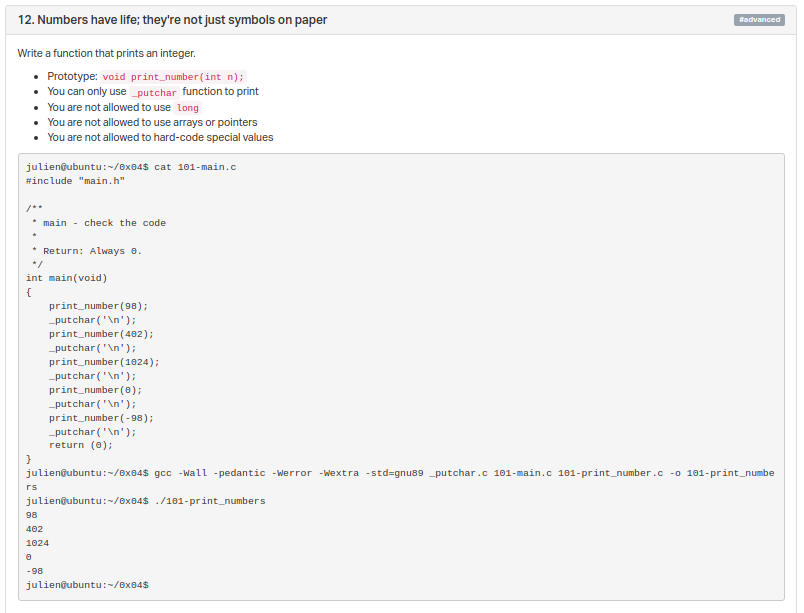 12. Numbers have life; they're not just symbols on paper
#advanced
Write a function that prints an integer.
Prototype: void print_number(int n);
You can only use _putchar function to print
You are not allowed to use long
You are not allowed to use arrays or pointers
You are not allowed to hard-code special values
julien@ubuntu:~/0x04$ cat 101-main.c
#include "main.h"
/**
 * main - check the code
 *
 * Return: Always 0.
 */
int main(void)
{
    print_number(98);
    _putchar('\n');
    print_number(402);
    _putchar('\n');
    print_number(1024);
    _putchar('\n');
    print_number(0);
    _putchar('\n');
    print_number(-98);
    _putchar('\n');
    return (0);
}
julien@ubuntu:~/0x04$ gcc -Wall -pedantic -Werror -Wextra -std=gnu89 _putchar.c 101-main.c 101-print_number.c -o 101-print_numbe
rs
julien@ubuntu:~/0x04$ ./101-print_numbers
98
402
1024
0
-98
julien@ubuntu:~/0x04$